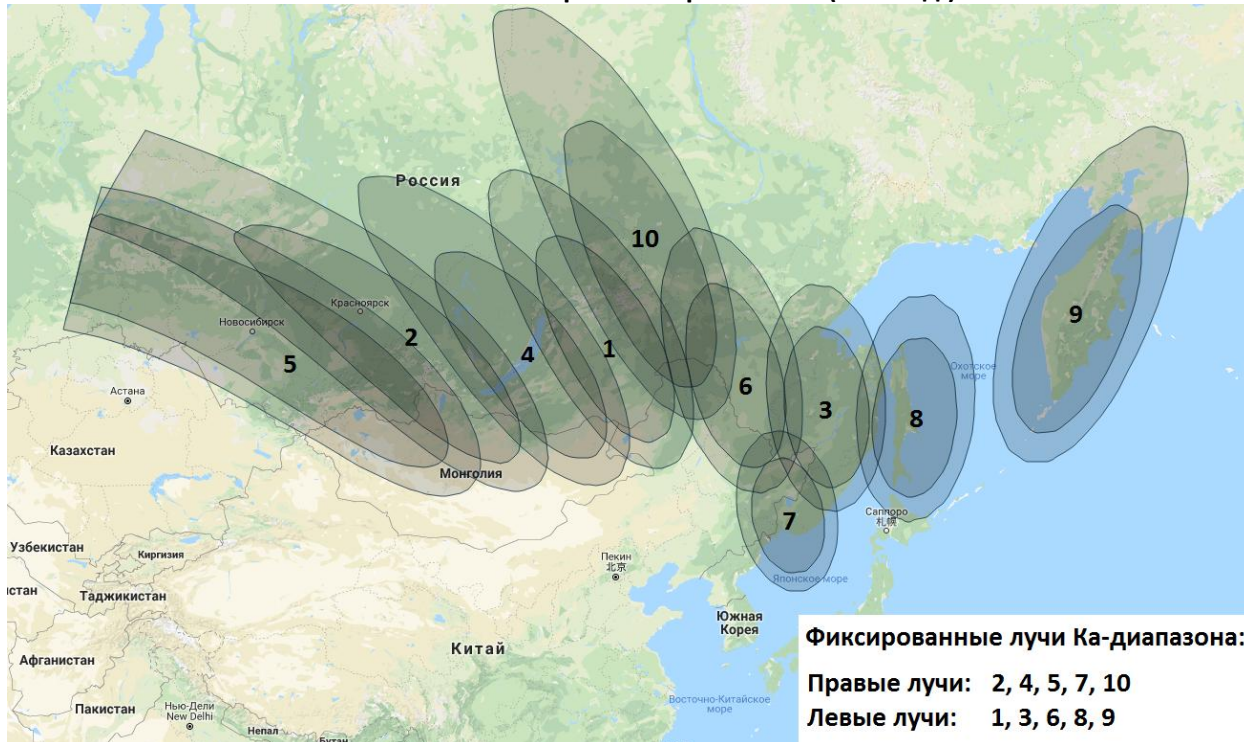 Россия
10
9
Красноярск
Новосибирск
2
1
4
5
Охотское
море
6
3
8
Астана
Казахстан
Монголия
Саппоро
札幌
7
Узбекистан
Киргизия
Пекин
北京
Японское море
стан
Таджикистан
Южная
Корея
Китай
Афганистан
Пакистан
Нью-Дели
New Delhi
Непал
Восточно-Китайское
море
Фиксированные лучи Ка-диапазона:
Правые лучи: 2, 4, 5, 7, 10
Левые лучи: 1, 3, 6, 8, 9